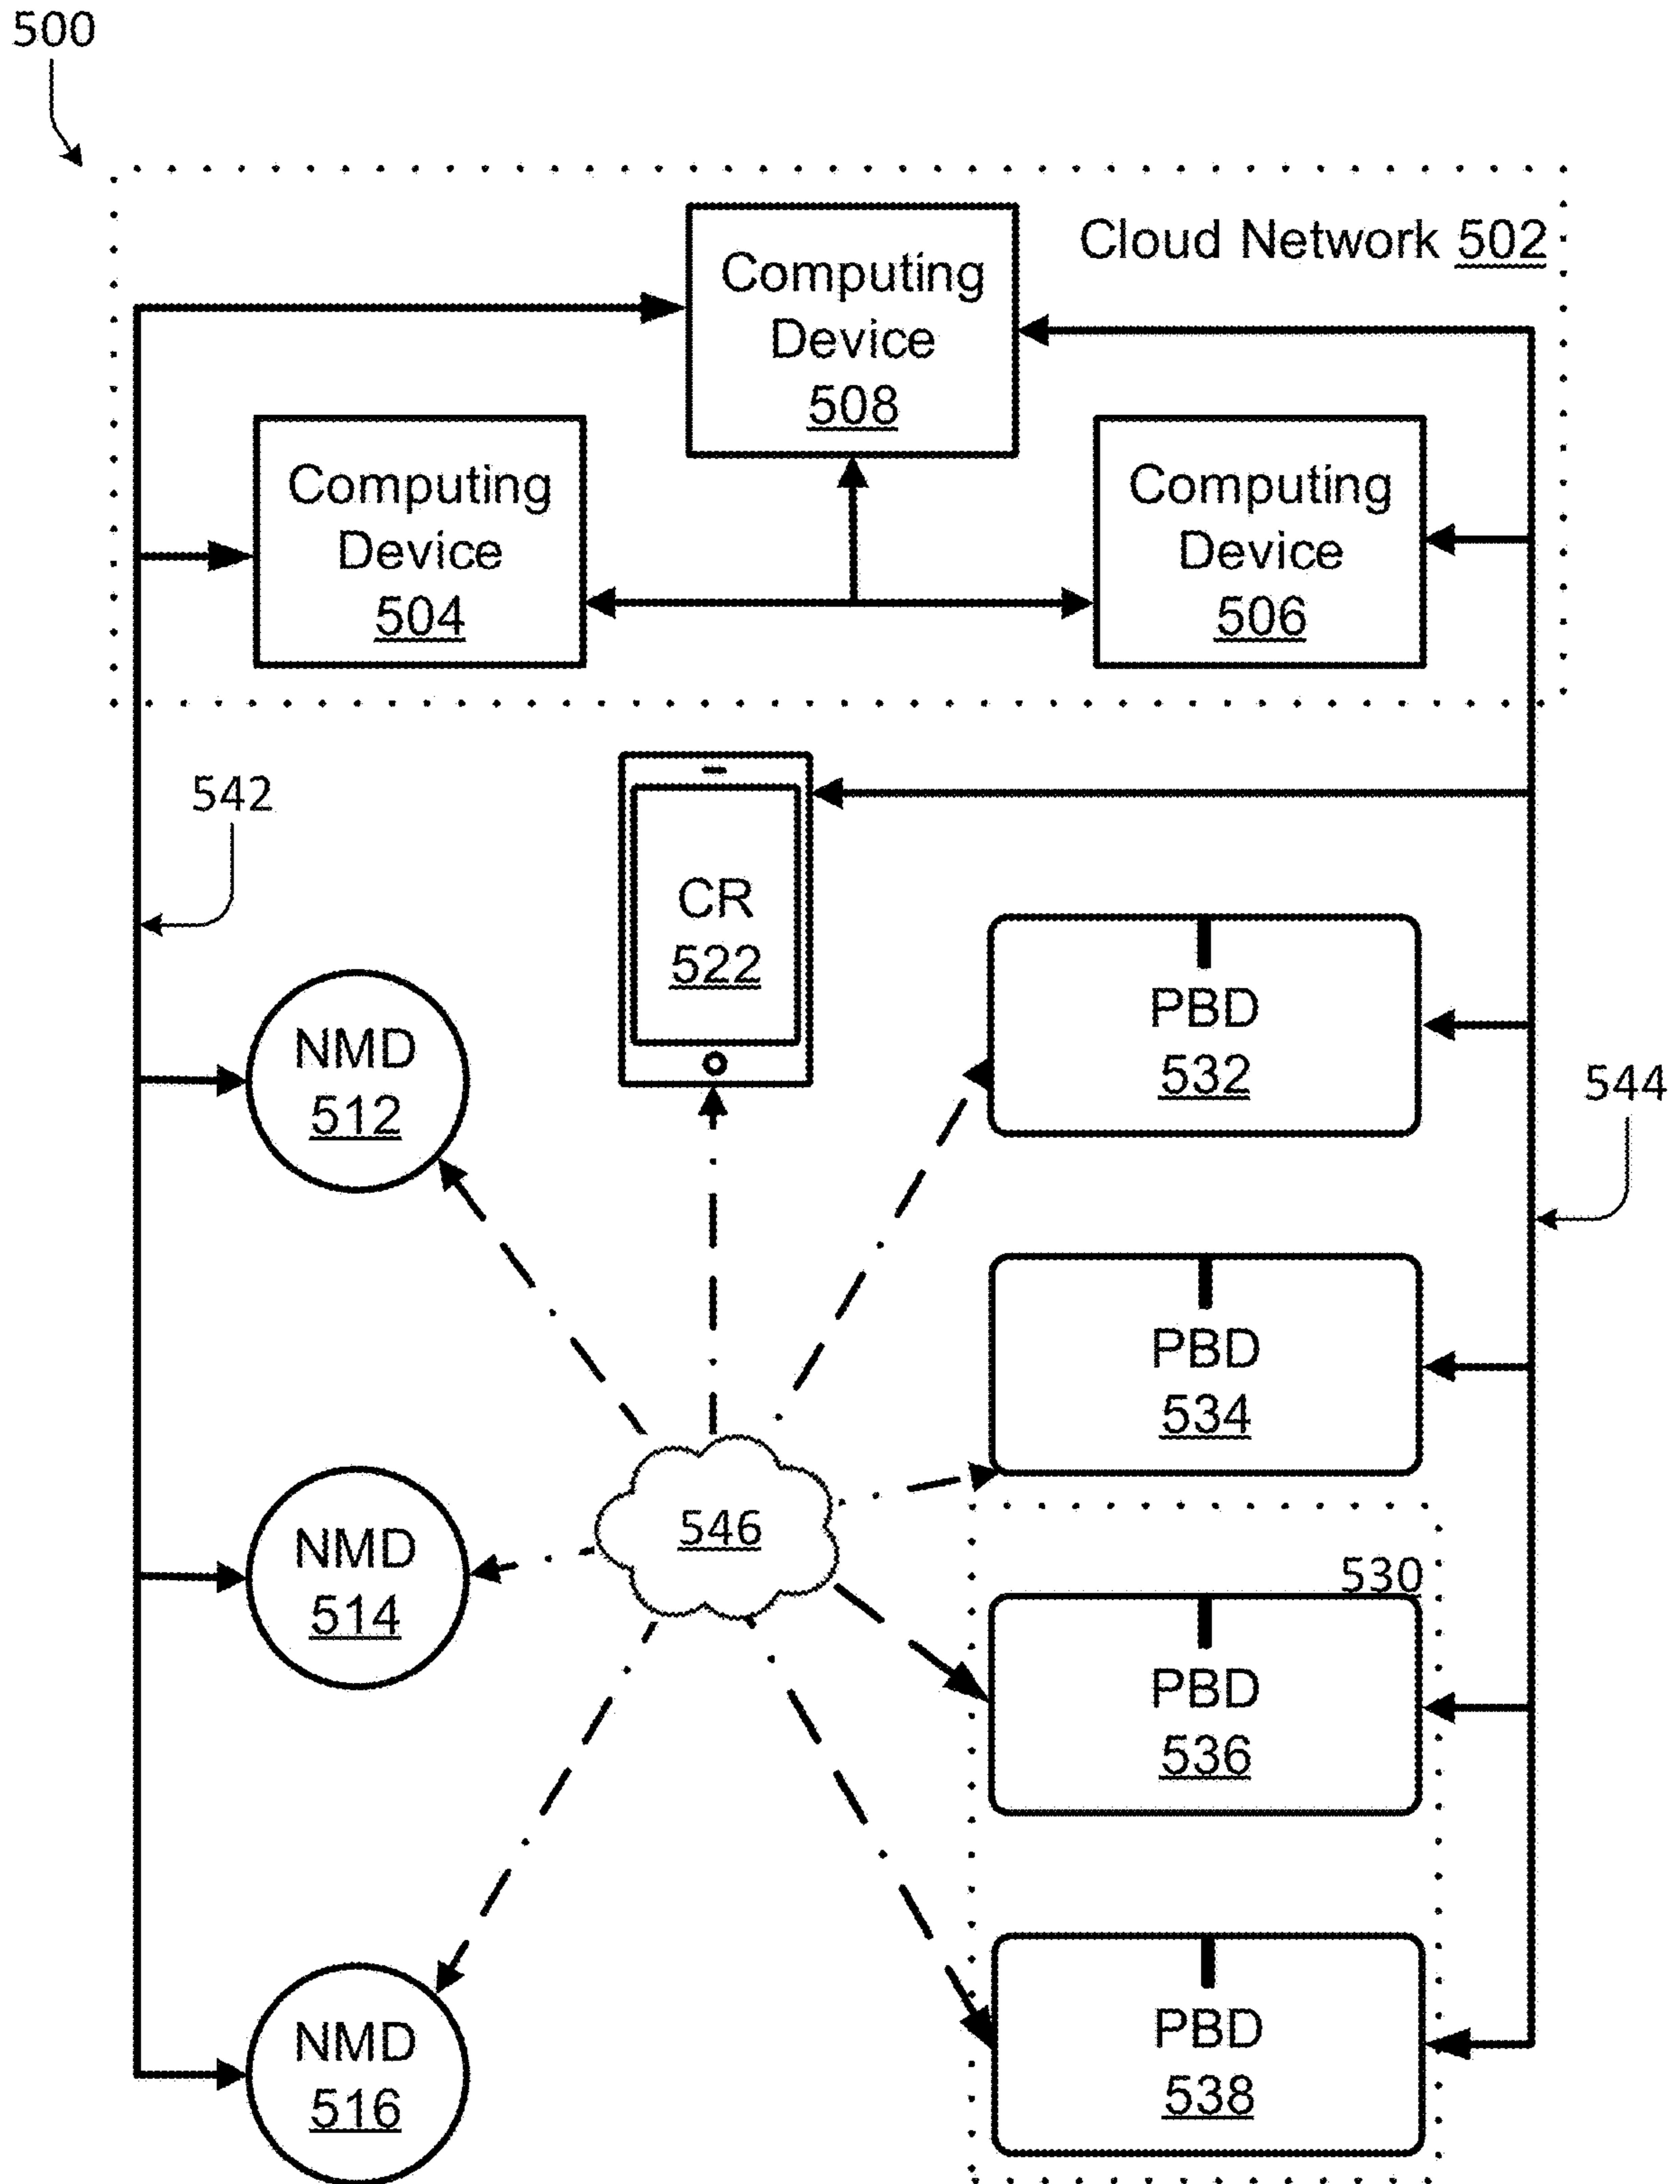 500
Cloud Network 502
Computing
Device
508
Computing
Device
504
Computing
Device
506
542
CR
522
NMD
512
PBD
532
544
PBD
534
NMD
514
546
530
PBD
536
NMD
516
PBD
538